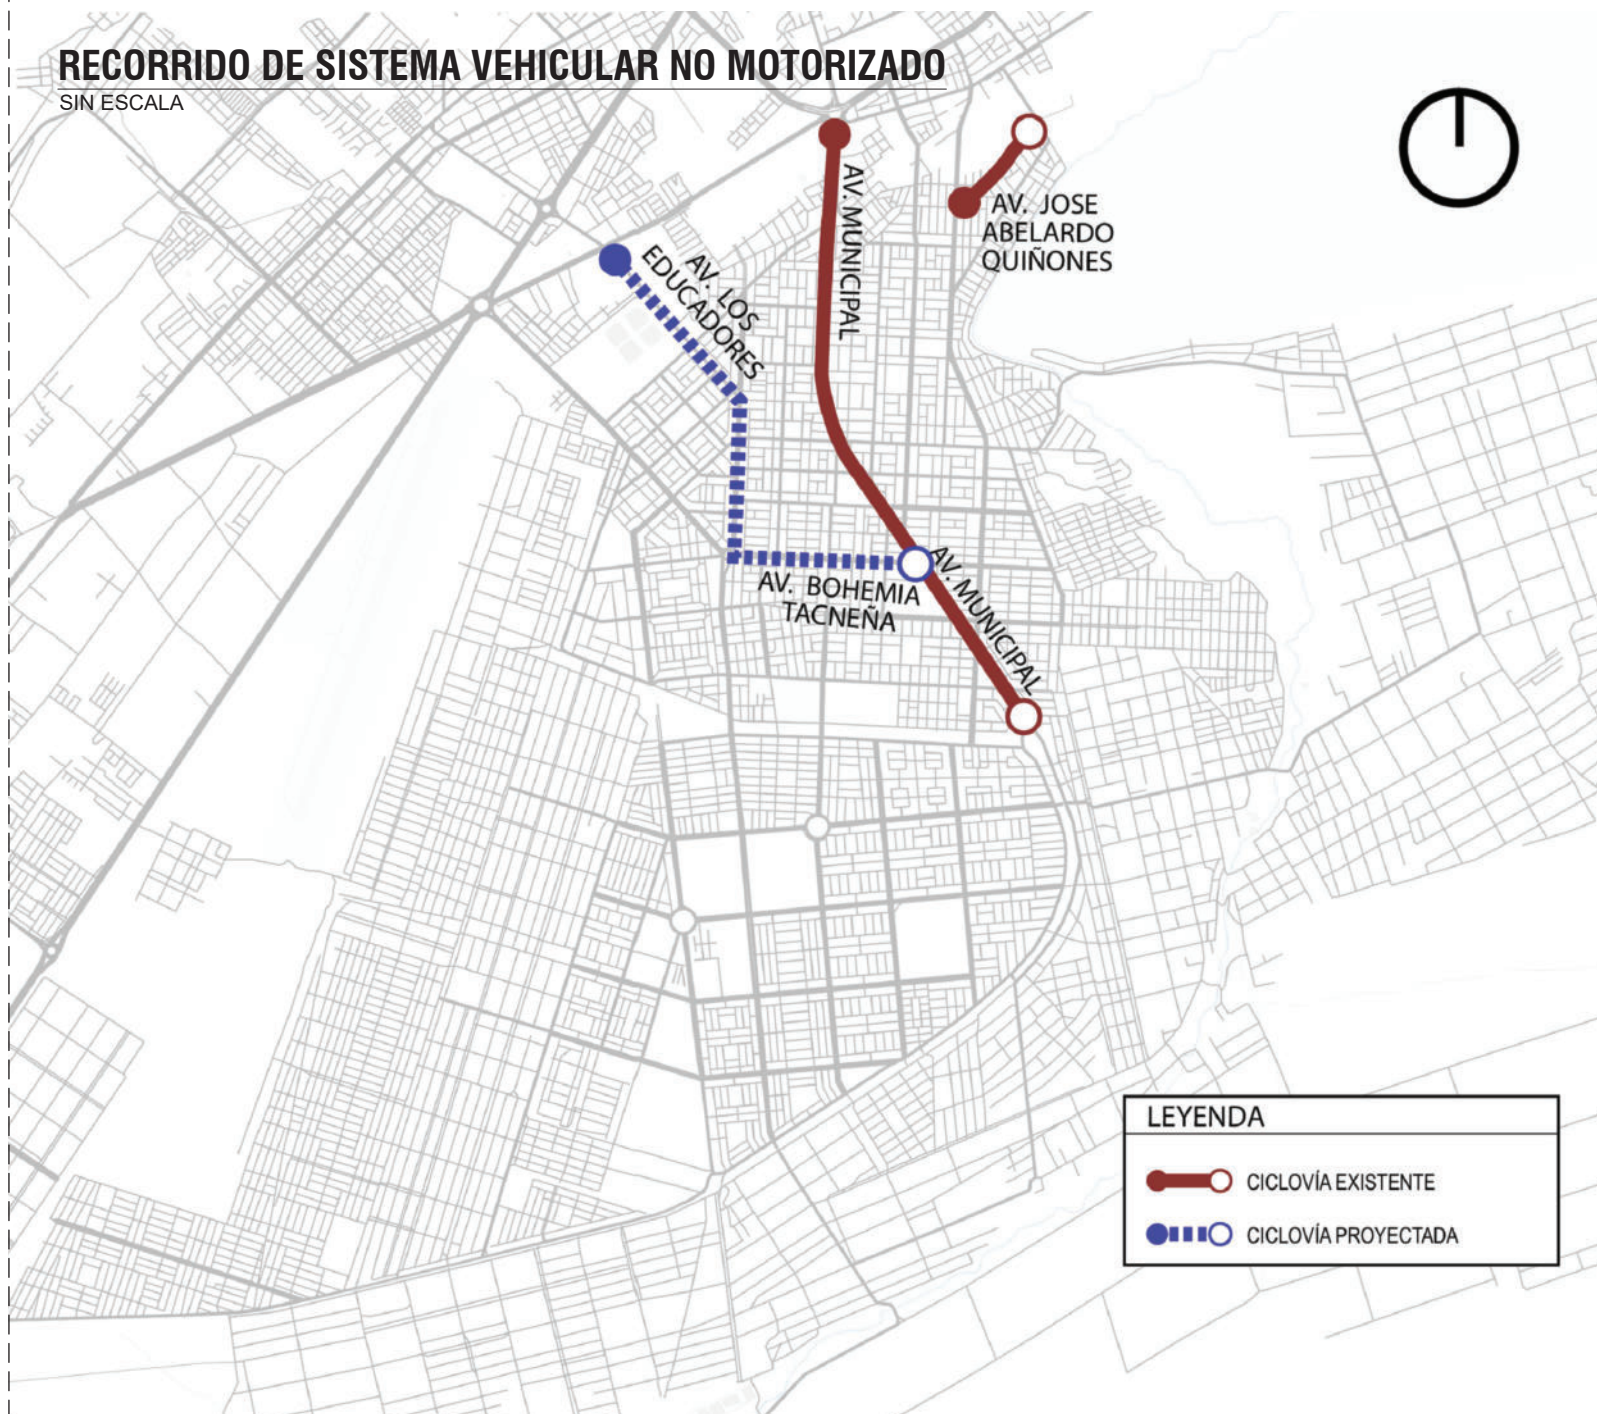 RECORRIDO DE SISTEMA VEHICULAR NO MOTORIZADO
SIN ESCALA
AV. MUNICIPAL
AV. JOSE
ABELARDO
QUIÑONES
AV. LOS
EDUCADORES
AV. MUNICIPAL
AV. BOHEMIA
TACNEÑA
LEYENDA
CICLOVÍA EXISTENTE
CICLOVÍA PROYECTADA